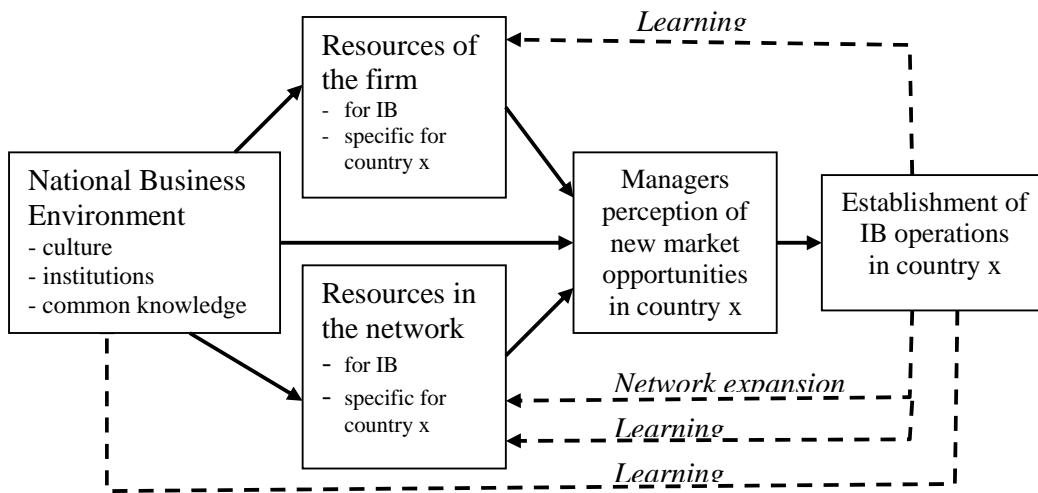 Learning
Resources of
the firm
- for IB
- specific for
country x
National Business
Environment
- culture
- institutions
- common knowledge
Managers
perception of
new market
opportunities
in country x
Establishment of
IB operations
in country x
Resources in
the network
- for IB
- specific for
country x
Network expansion
Learning
Learning